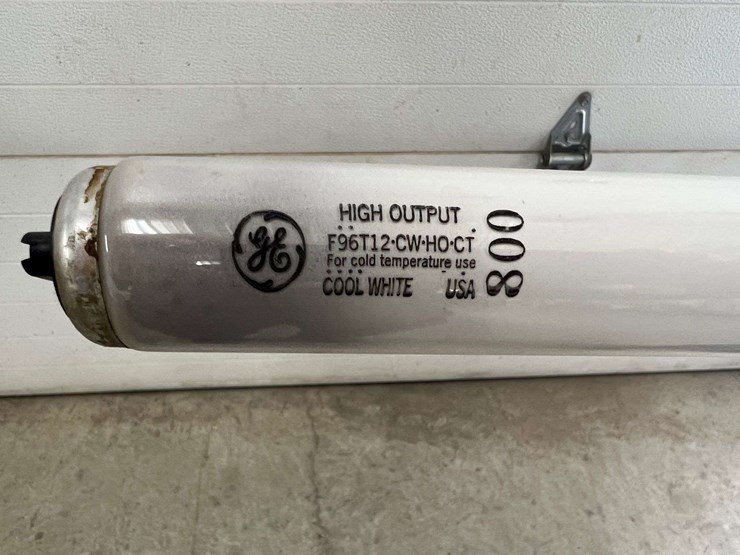 GE
HIGH OUTPUT
F96T12·CW·HO·CT
For cold temperature use
COOL WHITE USA
800